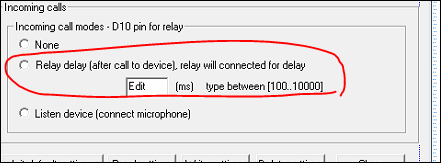 Incoming calls
Incoming call modes - D10 pin for relay
None
Relay delay (after call to device), relay will connected for delay
Edit (ms) type between [100..10000]
Listen device (connect microphone)